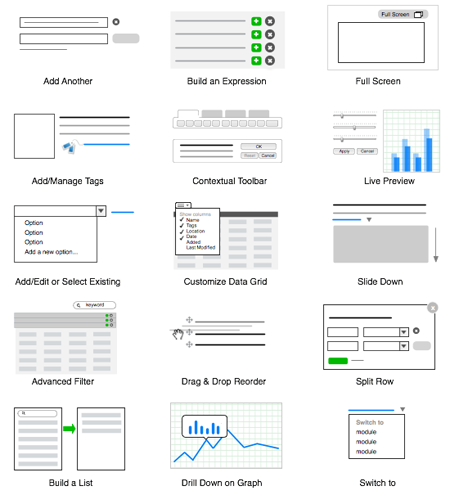 Full Screen
Add Another
Build an Expression
Full Screen
OK
Reset
Cancel
Apply
Cancel
Add/Manage Tags
Contextual Toolbar
Live Preview
Option
Option
Option
Add a new option...
Show columns
Name
Tags
Location
Date
Added
Last Modified
Add/Edit or Select Existing
Customize Data Grid
Slide Down
keyword
Advanced Filter
Drag & Drop Reorder
Split Row
Switch to
module
module
module
Build a List
Drill Down on Graph
Switch to